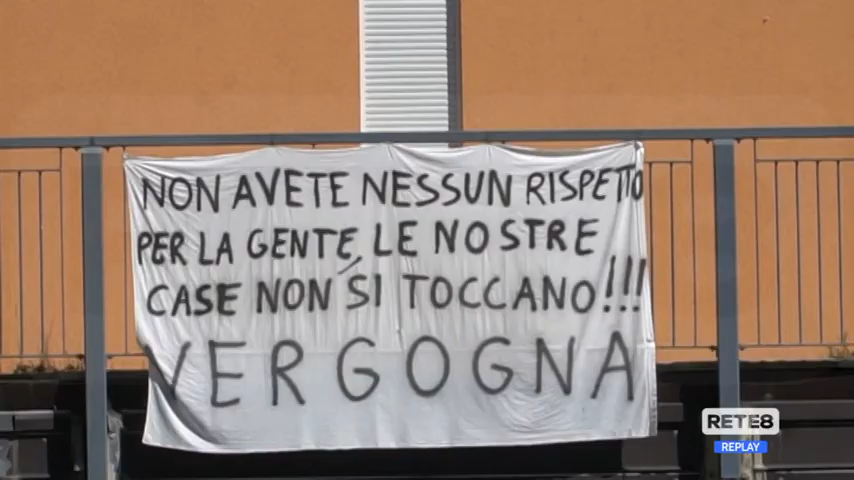 NON AVETE NESSUN RISPETTO
PER LA GENTE, LE NOSTRE
CASE NON SI TOCCANO!!!
VERGOGNA
RETE8
REPLAY